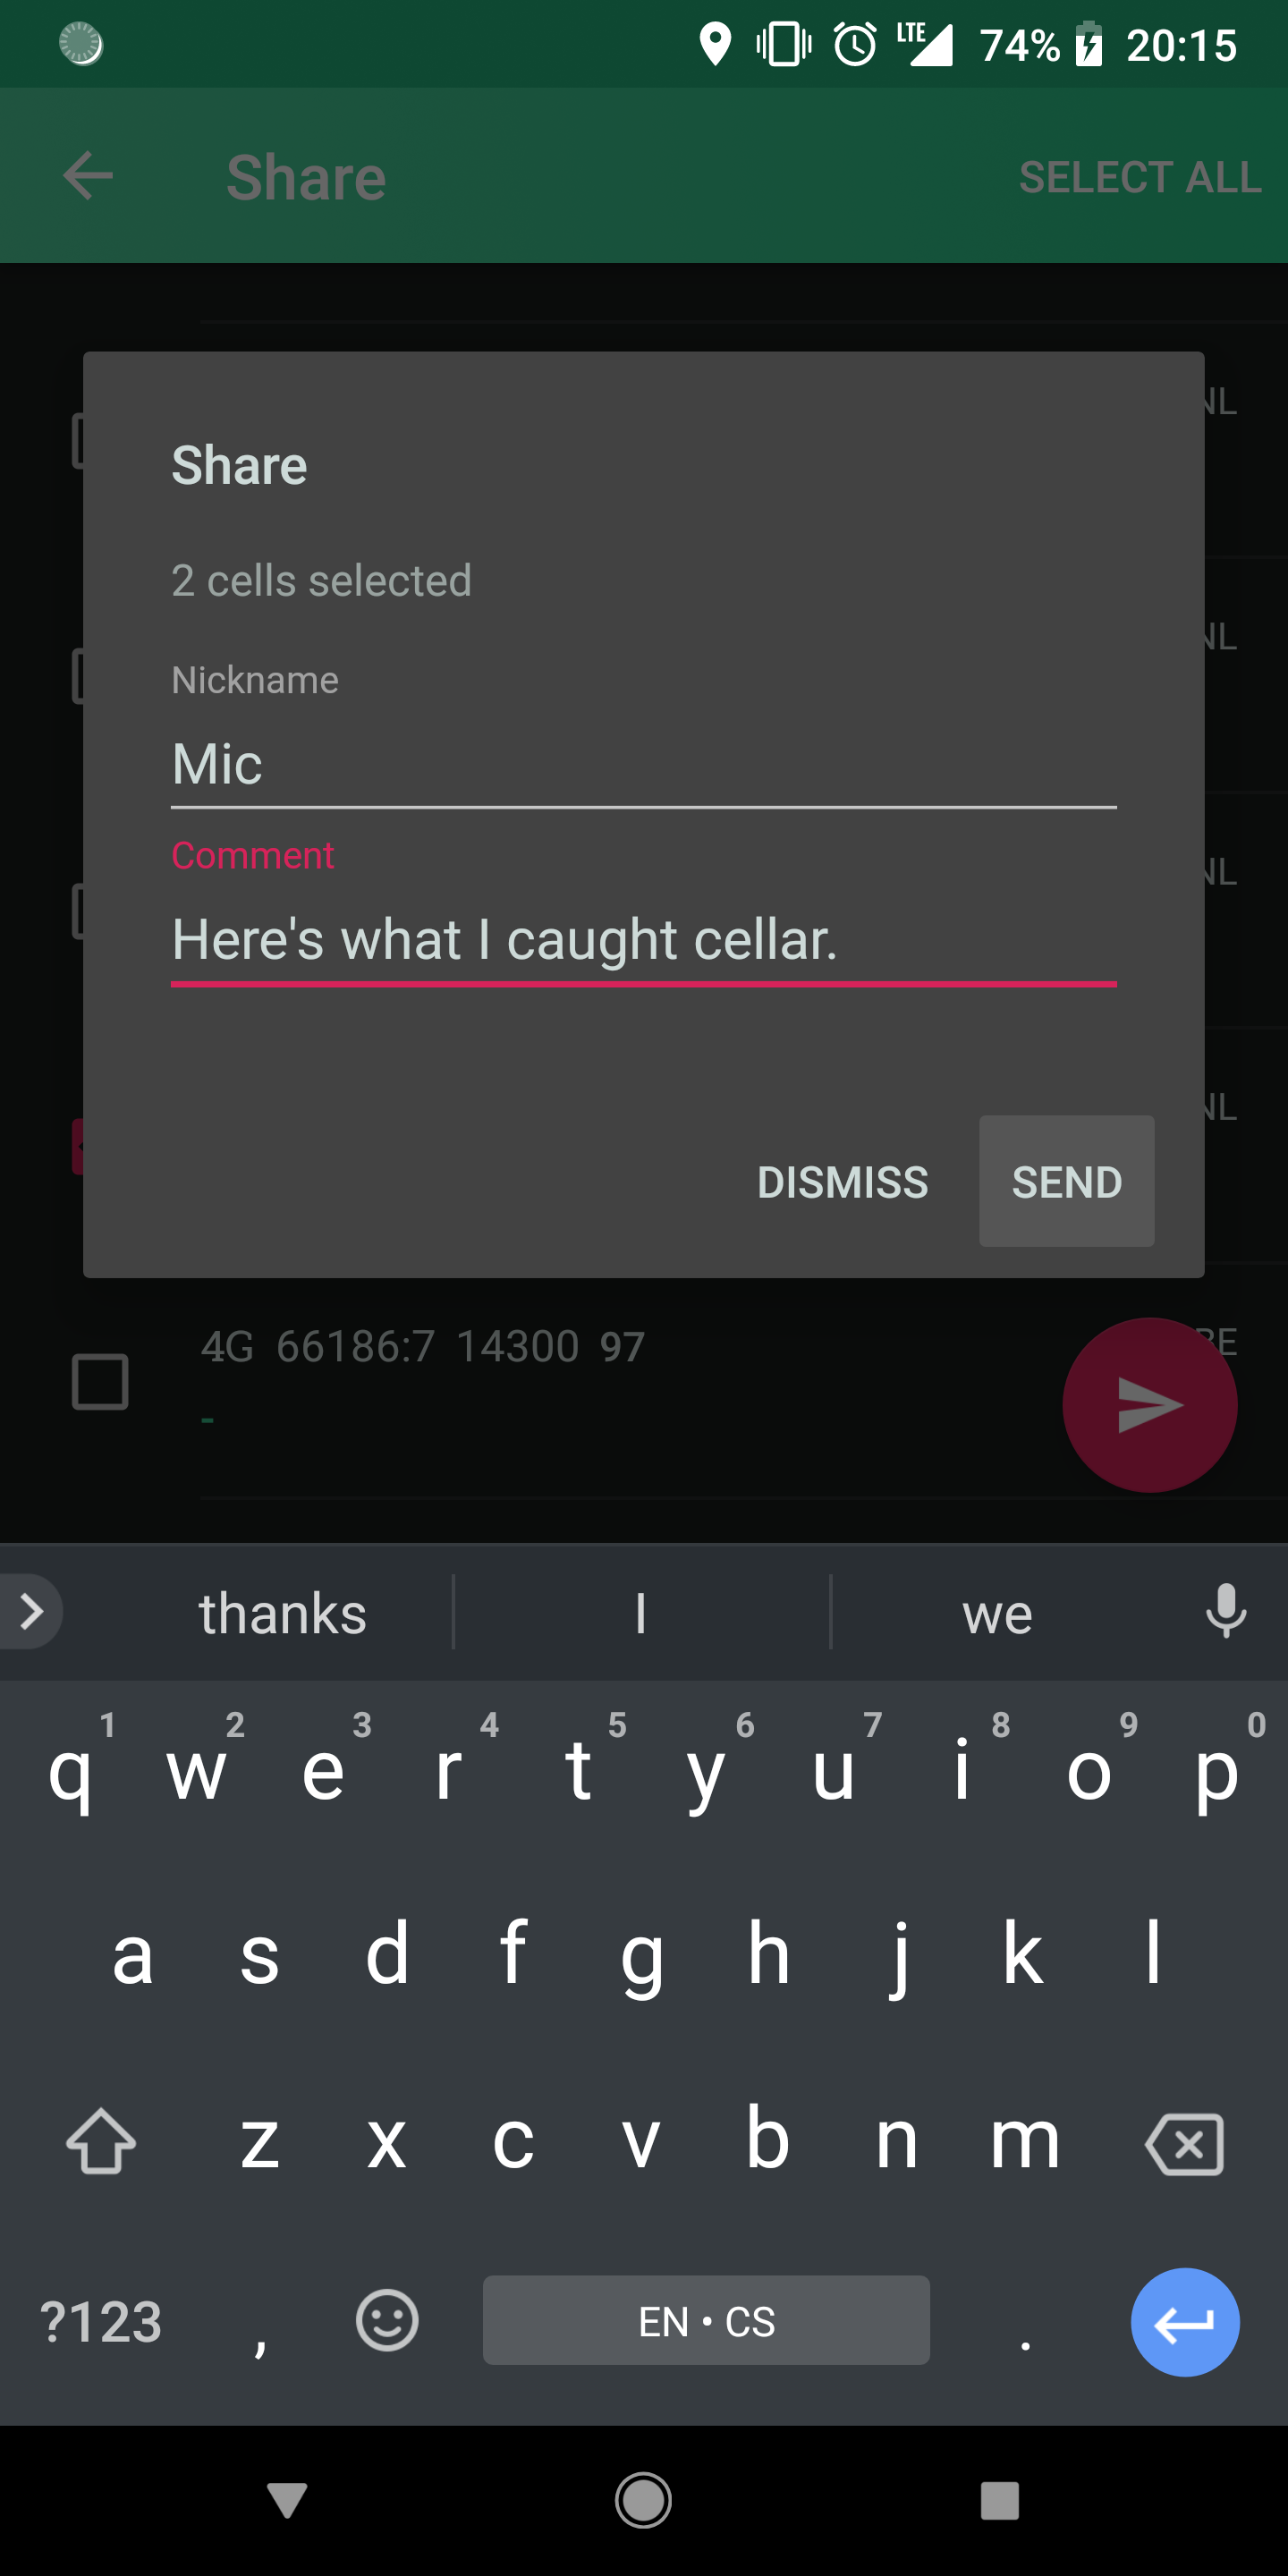 LTE 74% 20:15
Share SELECT ALL
NL
Share
2 cells selected
NL
Nickname
Mic
Comment
NL
Here's what I caught cellar.
NL
DISMISS SEND
4G 66186:7 14300 97
-
thanks I we
1 2 3 4 5 6 7 8 9 0
q w e r t y u i o p
a s d f g h j k l
z x c v b n m
?123 , EN • CS .